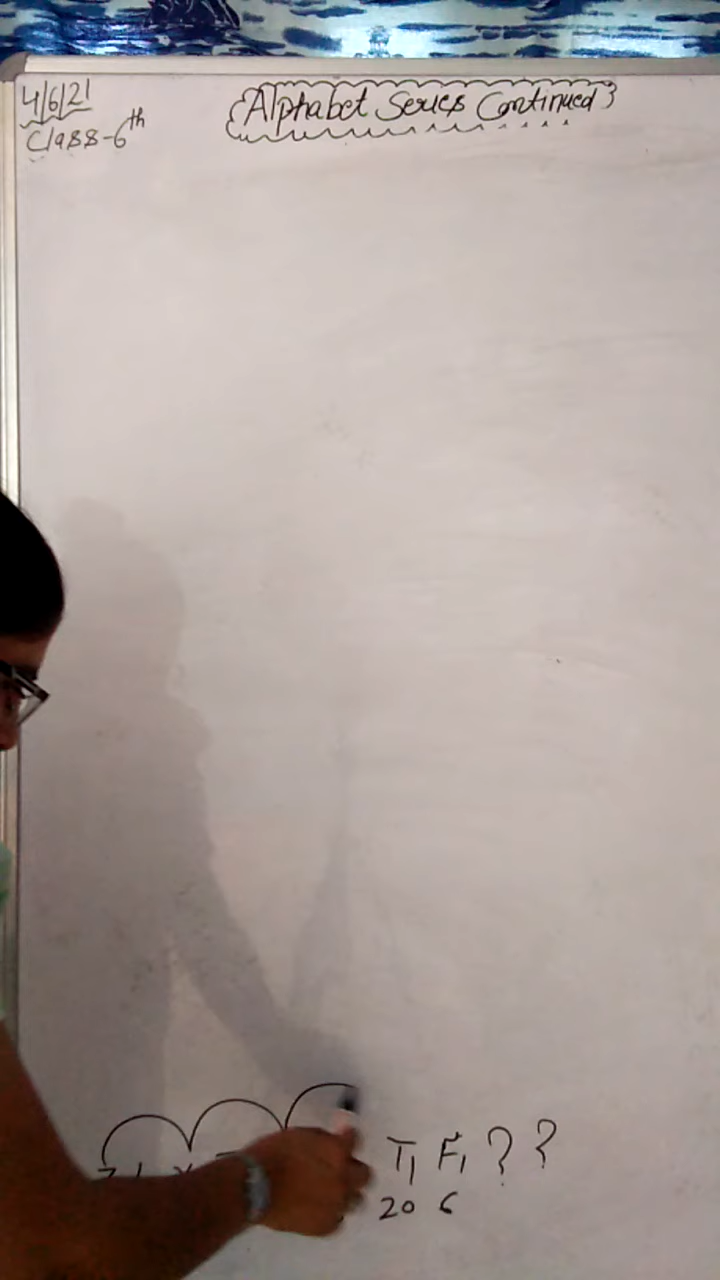 4/6/21
Class-6th
Alphabet Series Continued
T, F, ? ?
20 6